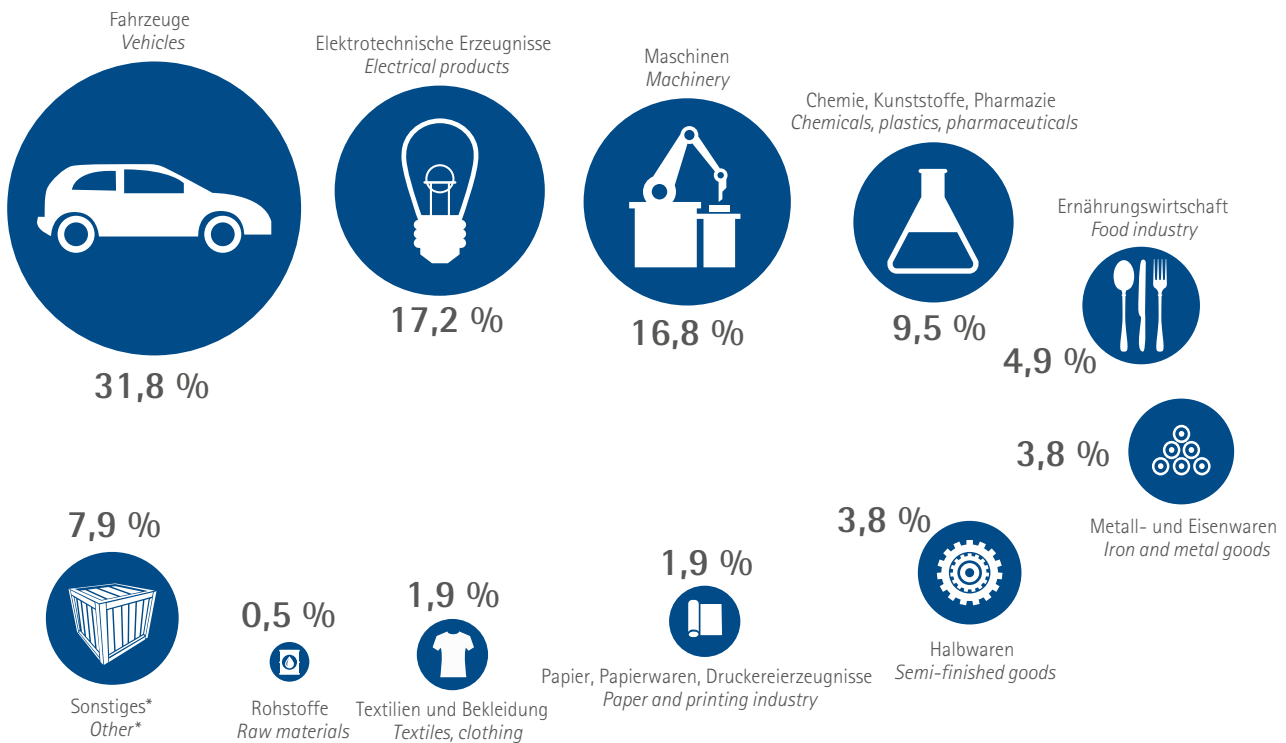 Fahrzeuge
Vehicles
31,8 %
Elektrotechnische Erzeugnisse
Electrical products
17,2 %
Maschinen
Machinery
16,8 %
Chemie, Kunststoffe, Pharmazie
Chemicals, plastics, pharmaceuticals
9,5 %
Ernährungswirtschaft
Food industry
4,9 %
3,8 %
Metall- und Eisenwaren
Iron and metal goods
3,8 %
Halbwaren
Semi-finished goods
1,9 %
Papier, Papierwaren, Druckereierzeugnisse
Paper and printing industry
1,9 %
Textilien und Bekleidung
Textiles, clothing
0,5 %
Rohstoffe
Raw materials
7,9 %
Sonstiges*
Other*